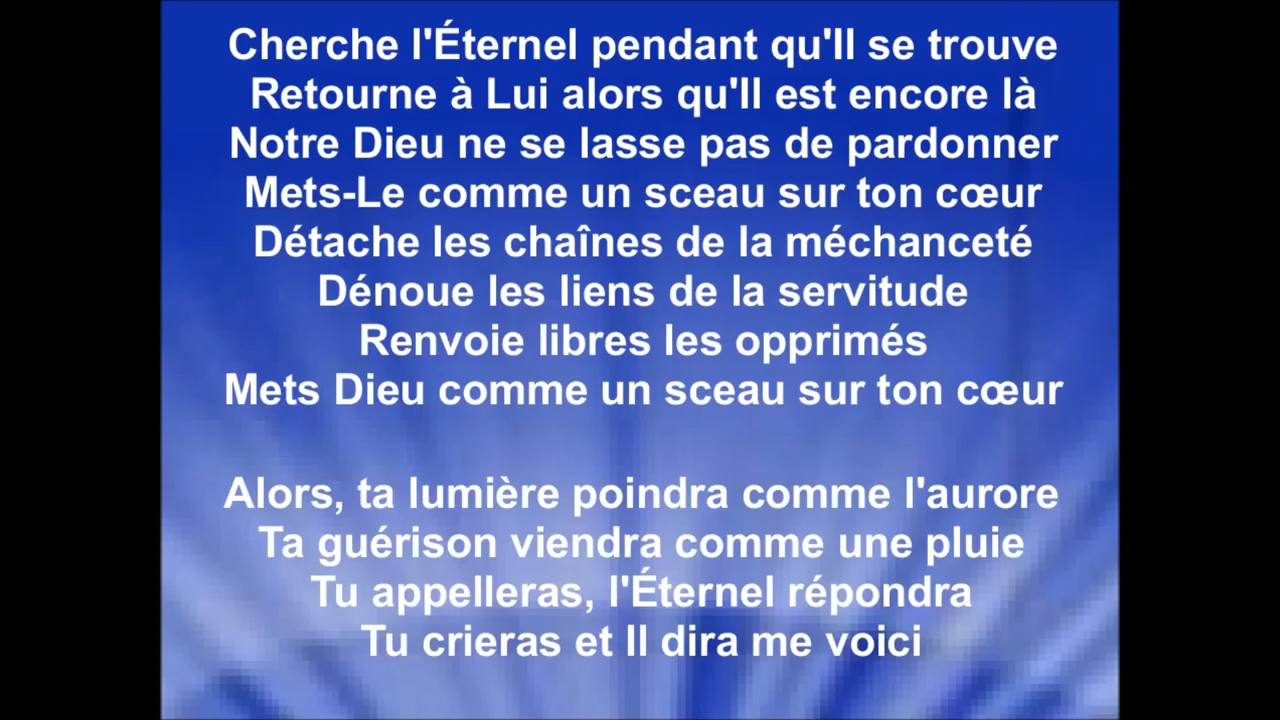 Cherche l'Éternel pendant qu'Il se trouve
Retourne à Lui alors qu'Il est encore là
Notre Dieu ne se lasse pas de pardonner
Mets-Le comme un sceau sur ton cœur
Détache les chaînes de la méchanceté
Dénoue les liens de la servitude
Renvoie libres les opprimés
Mets Dieu comme un sceau sur ton cœur

Alors, ta lumière poindra comme l'aurore
Ta guérison viendra comme une pluie
Tu appelleras, l'Éternel répondra
Tu crieras et Il dira me voici